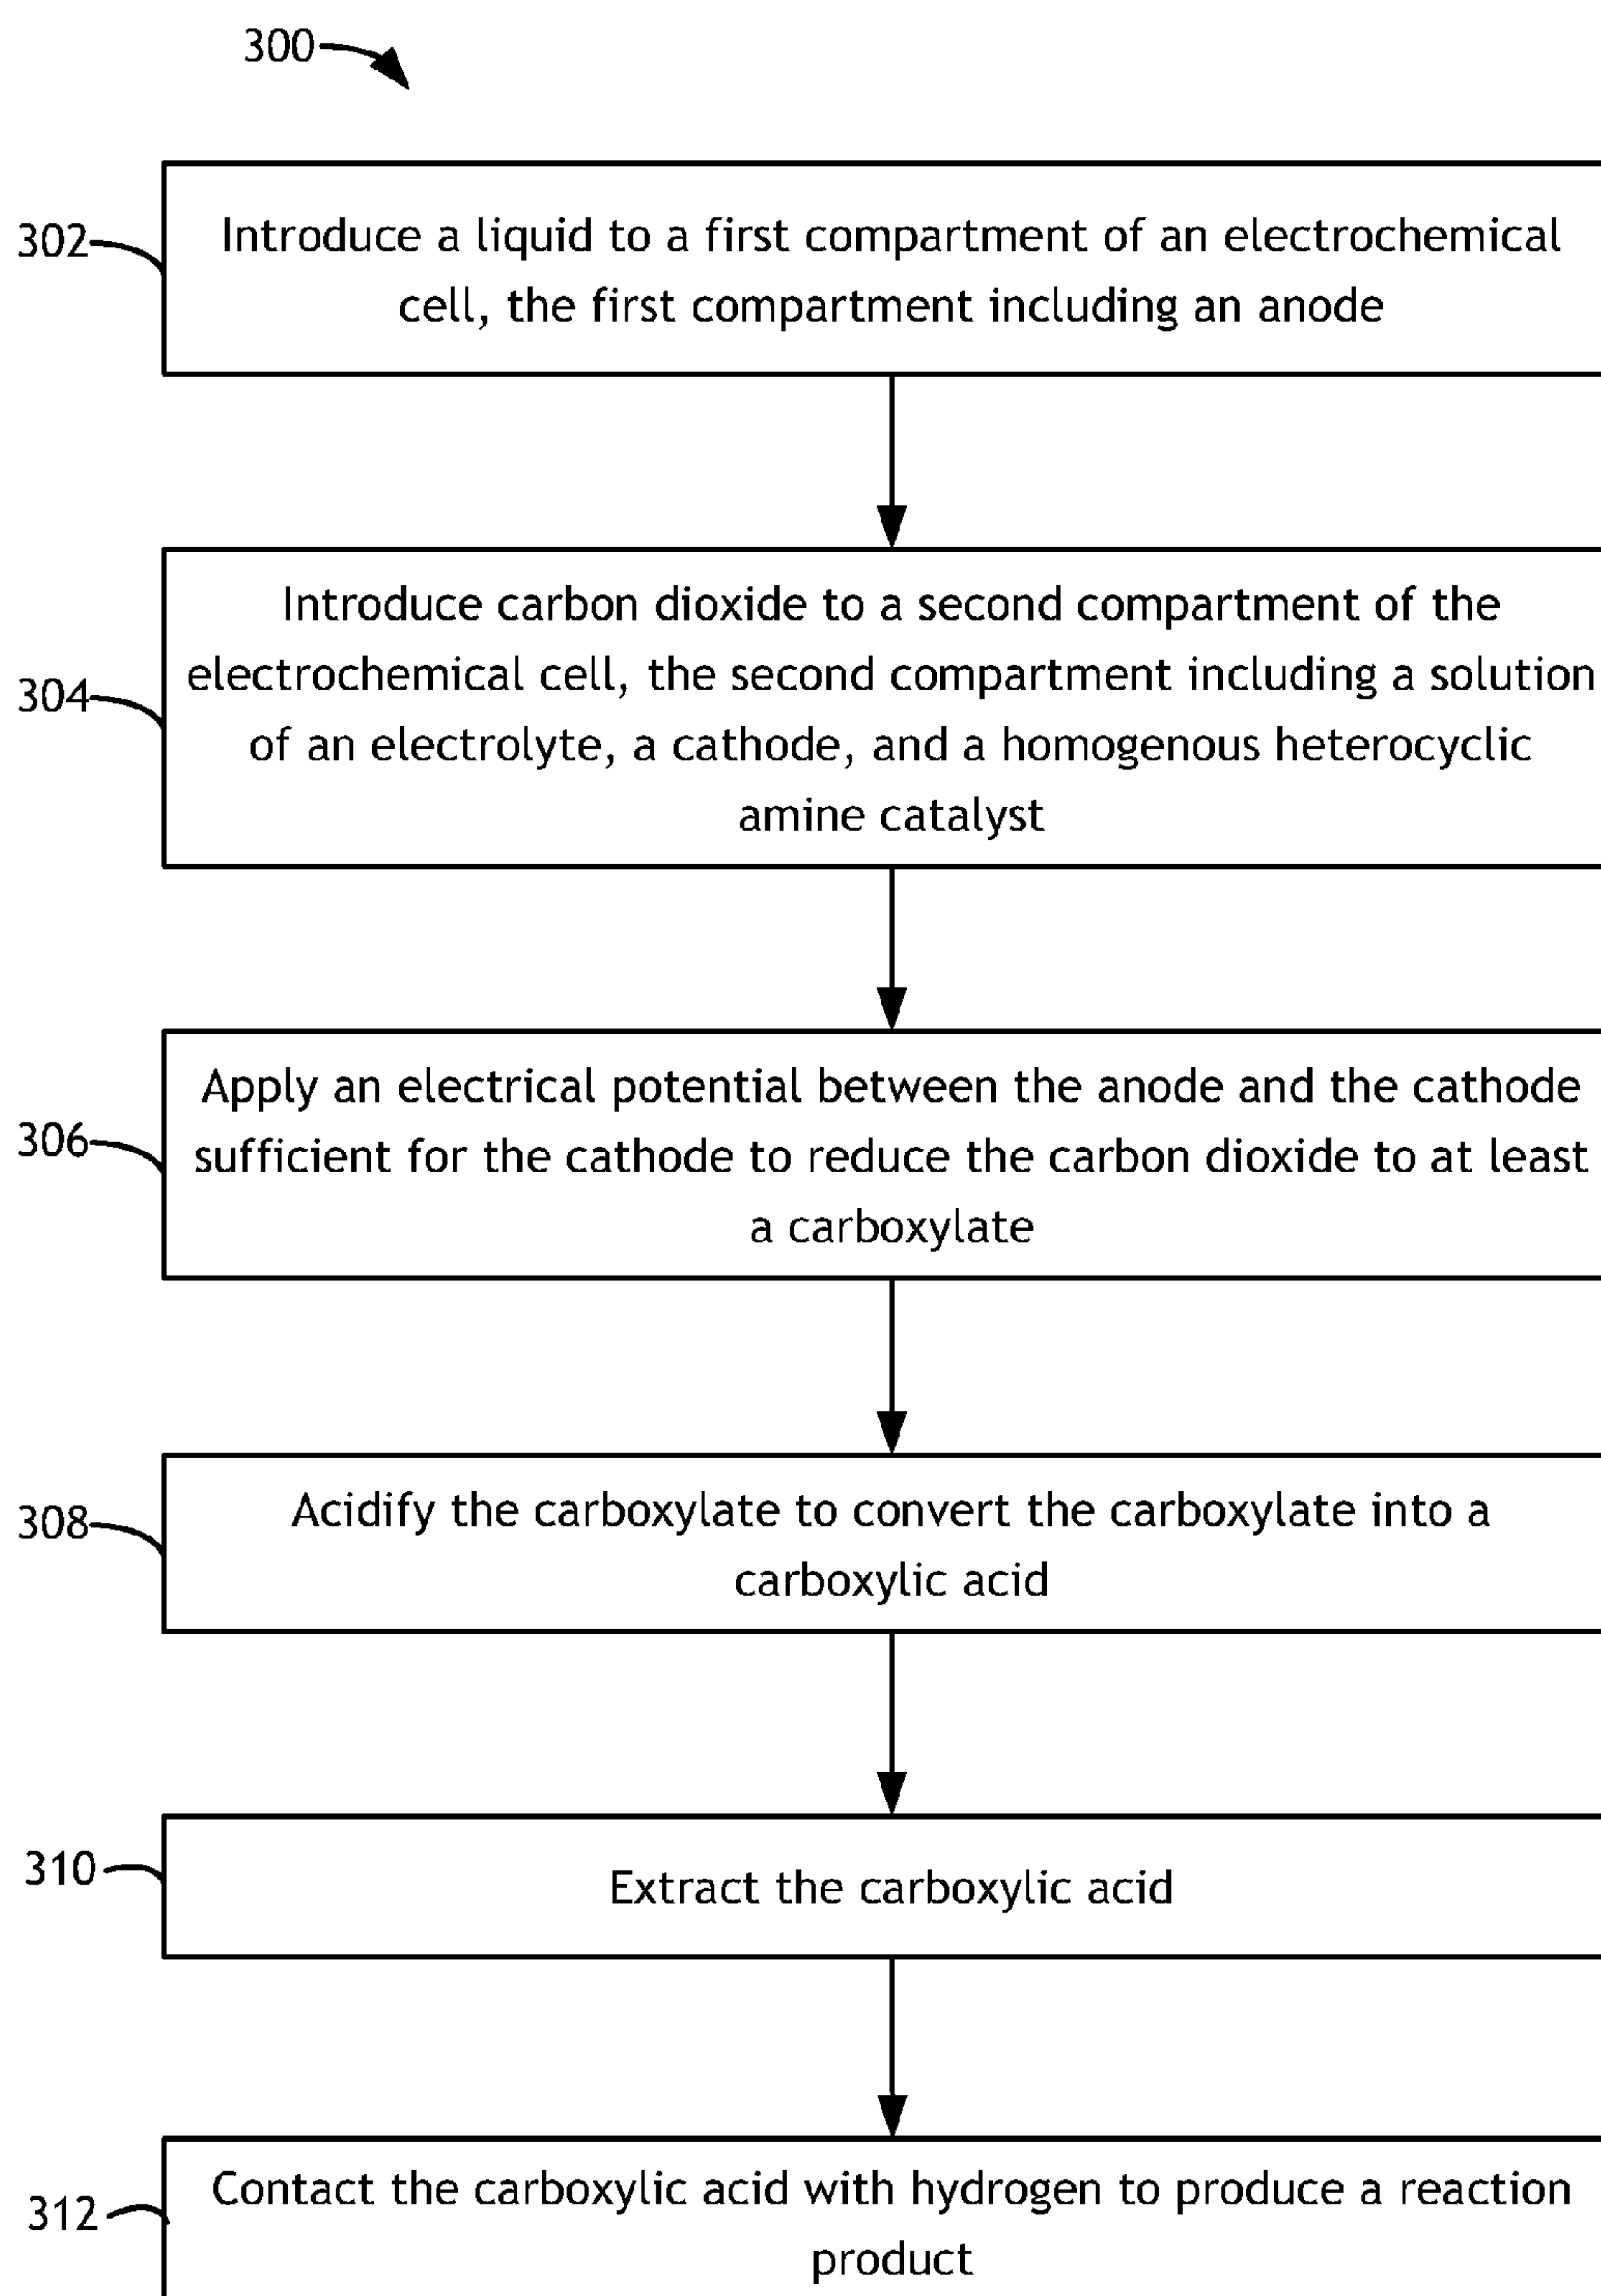 300
302
Introduce a liquid to a first compartment of an electrochemical
cell, the first compartment including an anode
Introduce carbon dioxide to a second compartment of the
electrochemical cell, the second compartment including a solution
304
of an electrolyte, a cathode, and a homogenous heterocyclic
amine catalyst
Apply an electrical potential between the anode and the cathode
306
sufficient for the cathode to reduce the carbon dioxide to at least
a carboxylate
308
Acidify the carboxylate to convert the carboxylate into a
carboxylic acid
310
Extract the carboxylic acid
312
Contact the carboxylic acid with hydrogen to produce a reaction
product